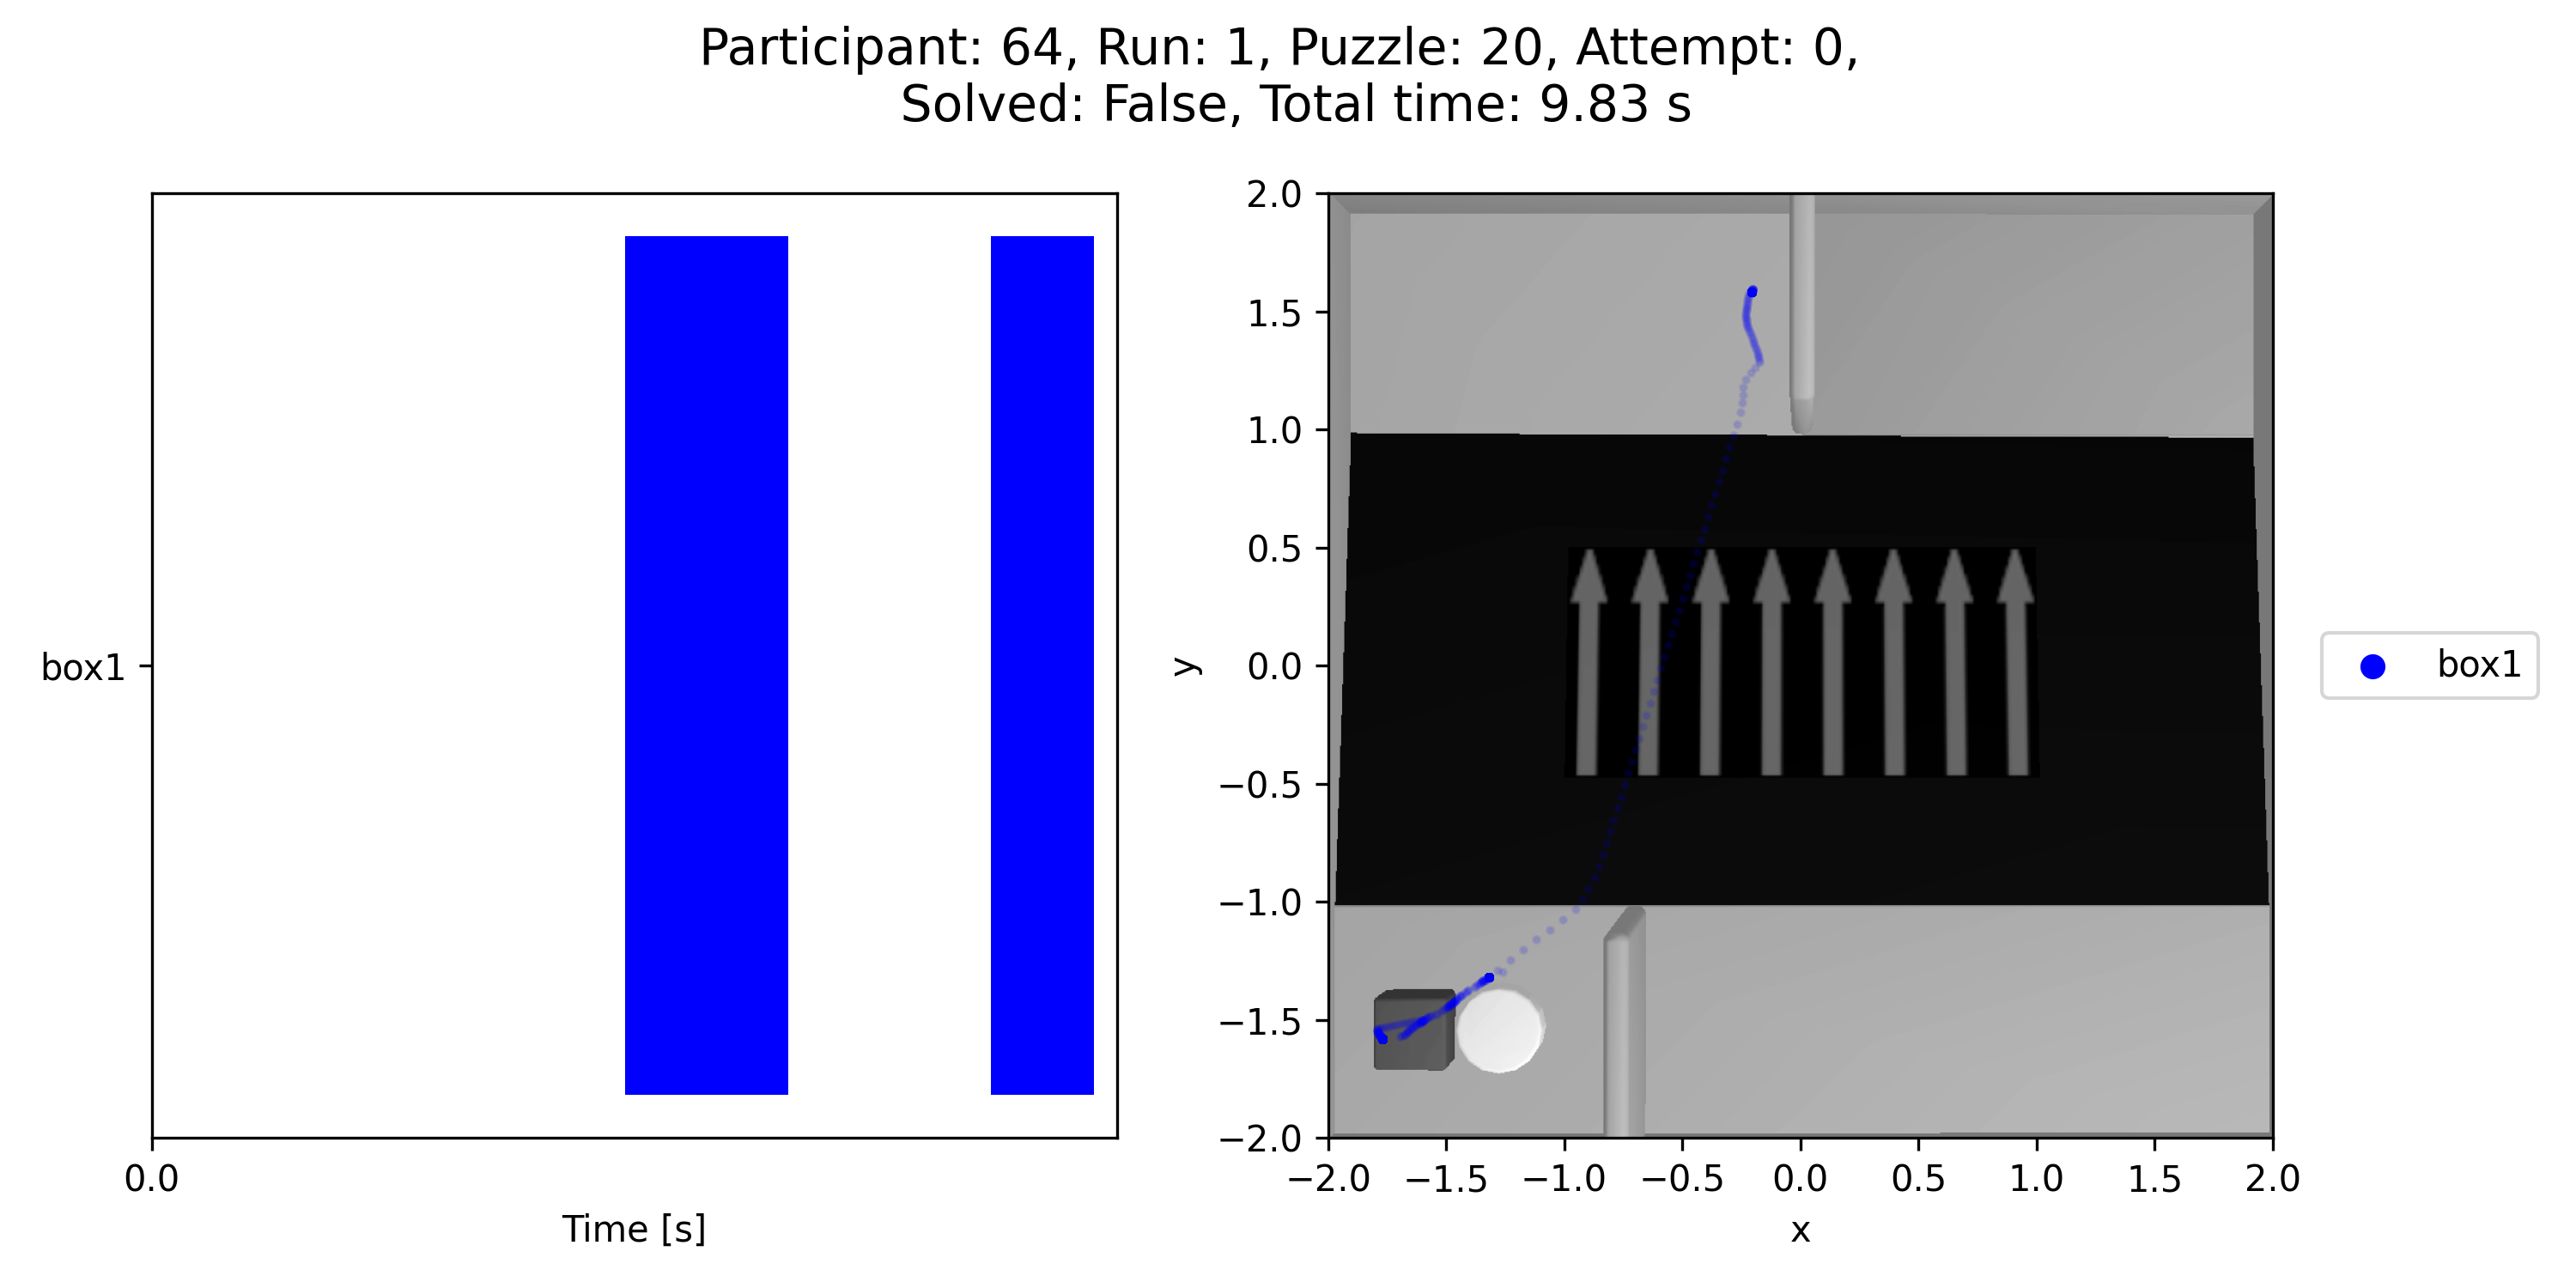 Participant: 64, Run: 1, Puzzle: 20, Attempt: 0,
Solved: False, Total time: 9.83 s
box1
0.0
Time [s]
2.0
1.5
1.0
0.5
0.0
−0.5
−1.0
−1.5
−2.0
y
−2.0 −1.5 −1.0 −0.5 0.0 0.5 1.0 1.5 2.0
x
box1